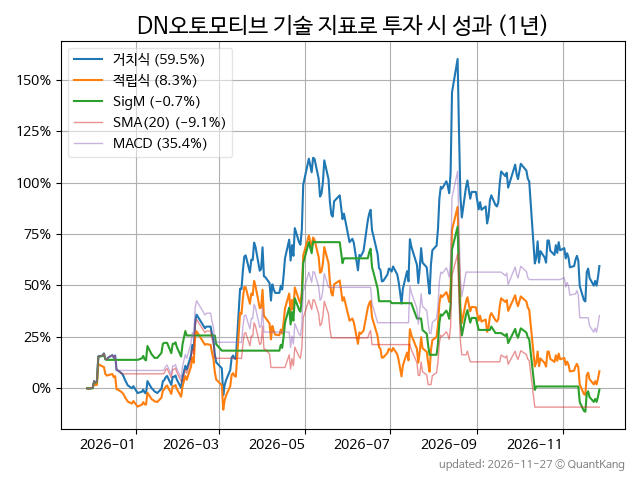 DN오토모티브 기술 지표로 투자 시 성과 (1년)
거치식 (59.5%)
적립식 (8.3%)
SigM (−0.7%)
SMA(20) (−9.1%)
MACD (35.4%)
150%
125%
100%
75%
50%
25%
0%
2026-01 2026-03 2026-05 2026-07 2026-09 2026-11
updated: 2026-11-27 © QuantKang